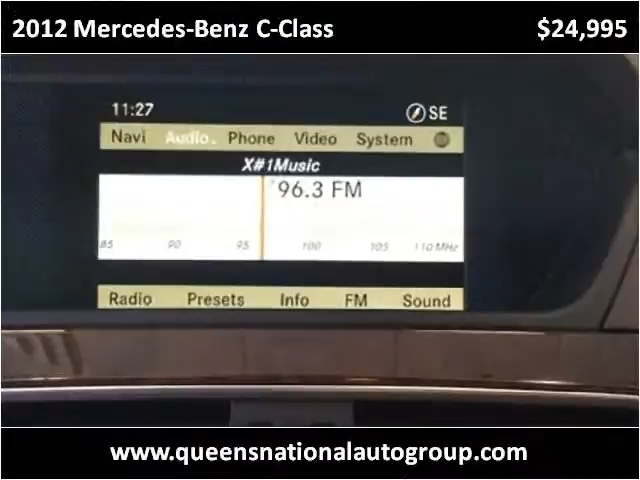 2012 Mercedes-Benz C-Class $24,995
11:27 SE
Navi Audio Phone Video System
X#1Music
96.3 FM
85 90 95 100 105 110 MHz
Radio Presets Info FM Sound
www.queensnationalautogroup.com